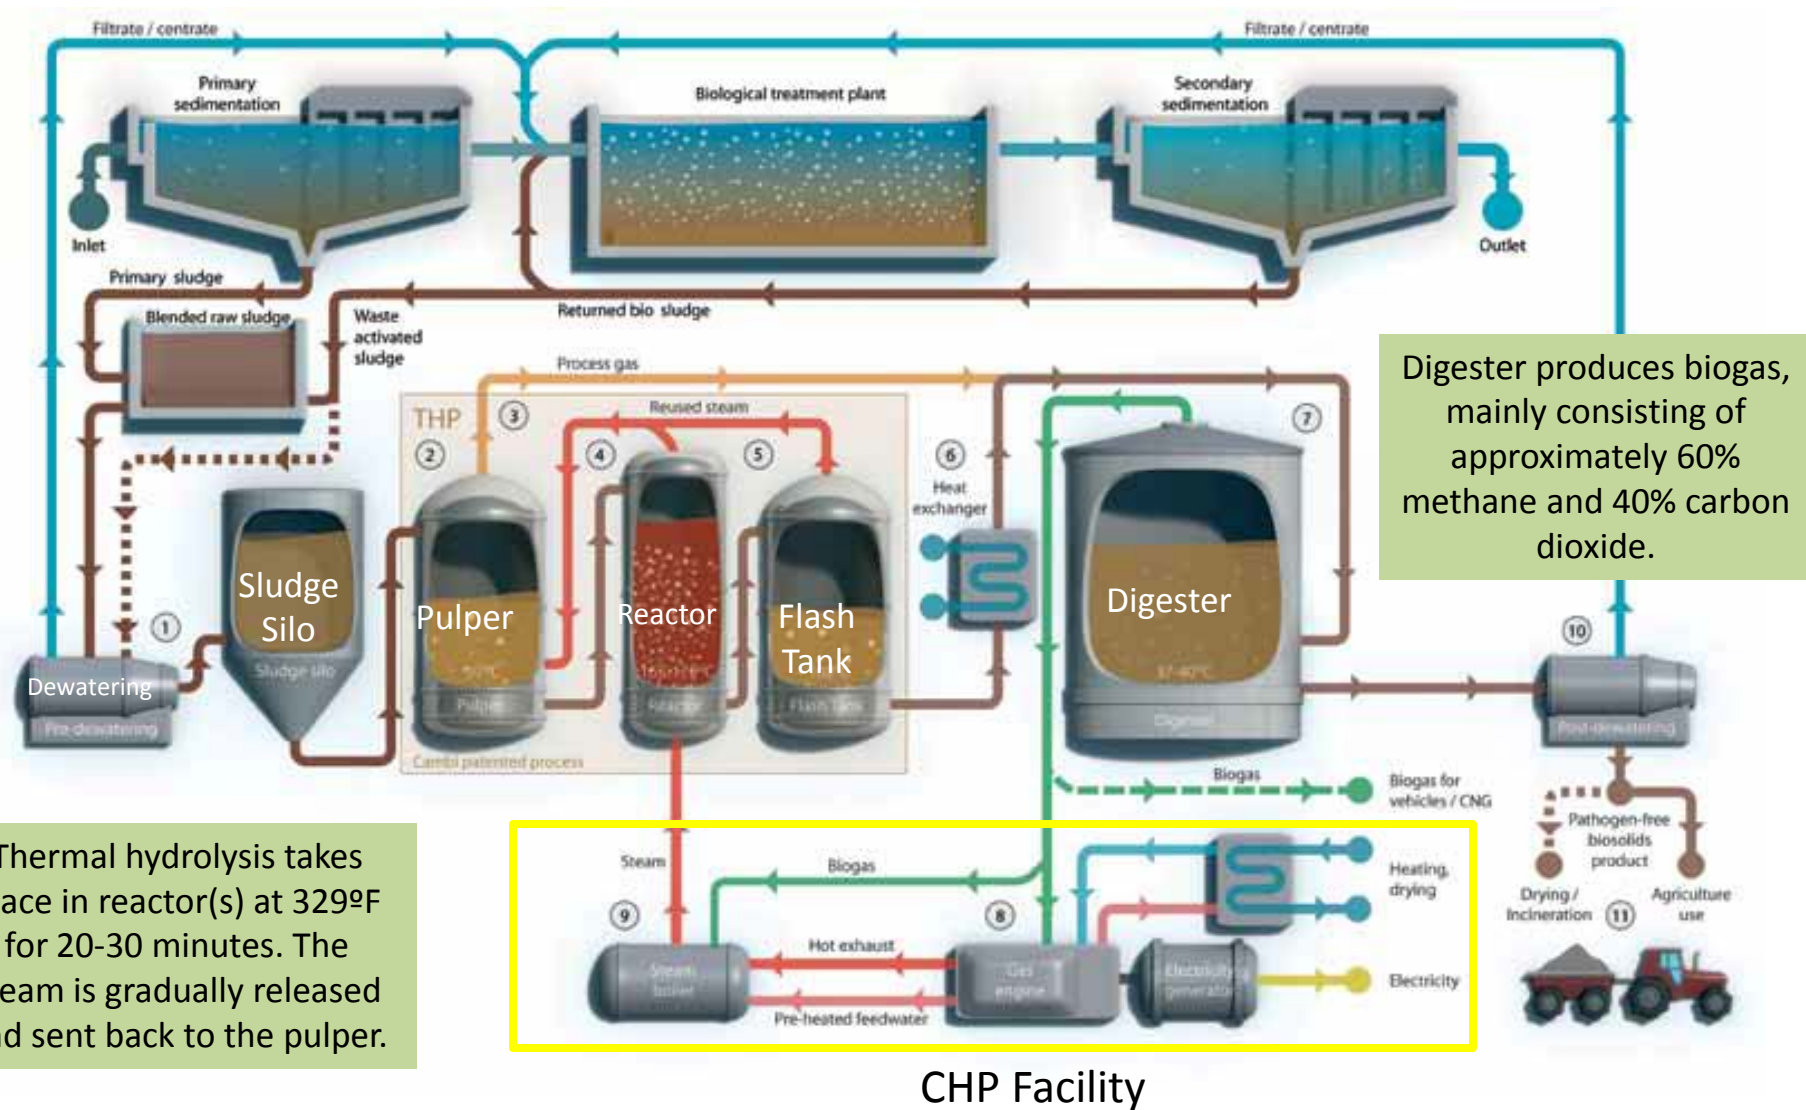 Filtrate / centrate
Filtrate / centrate
Primary
sedimentation
Biological treatment plant
Secondary
sedimentation
Inlet
Outlet
Primary sludge
Blended raw sludge
Waste
activated
sludge
Returned bio sludge
Process gas
Reused steam
THP
3
2
4
5
6
7
Heat
exchanger
Digester produces biogas,
mainly consisting of
approximately 60%
methane and 40% carbon
dioxide.
1
Sludge
Silo
Sludge silo
Pulper
Reactor
Flash
Tank
Digester
10
Dewatering
Pre-dewatering
Pulper
Reactor
Flash Tank
37-40°C
Post-dewatering
Cambi patented process
Biogas
Biogas for
vehicles / CNG
Pathogen-free
biosolids
product
Drying /
Incineration
11
Agriculture
use
Thermal hydrolysis takes
lace in reactor(s) at 329ºF
for 20-30 minutes. The
eam is gradually released
nd sent back to the pulper.
Steam
Biogas
Heating,
drying
9
8
Hot exhaust
Steam
boiler
Gas
engine
Electricity
generator
Electricity
Pre-heated feedwater
CHP Facility